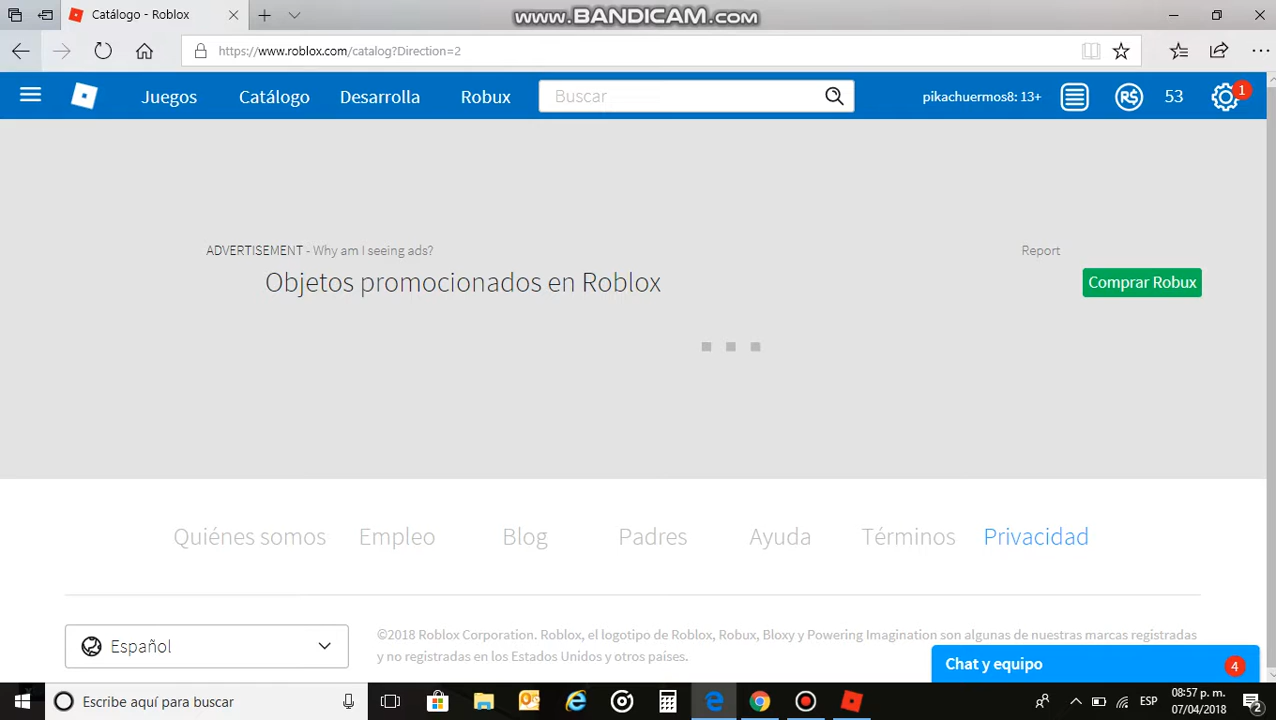 www.BANDICAM.com
Catálogo - Roblox
https://www.roblox.com/catalog?Direction=2
Juegos
Catálogo
Desarrolla
Robux
Buscar
pikachuermos8: 13+
R$
53
1
ADVERTISEMENT - Why am I seeing ads?
Report
Objetos promocionados en Roblox
Comprar Robux
Quiénes somos
Empleo
Blog
Padres
Ayuda
Términos
Privacidad
Español
©2018 Roblox Corporation. Roblox, el logotipo de Roblox, Robux, Bloxy y Powering Imagination son algunas de nuestras marcas registradas
y no registradas en los Estados Unidos y otros países.
Chat y equipo
4
Escribe aquí para buscar
ESP
08:57 p. m.
07/04/2018
2